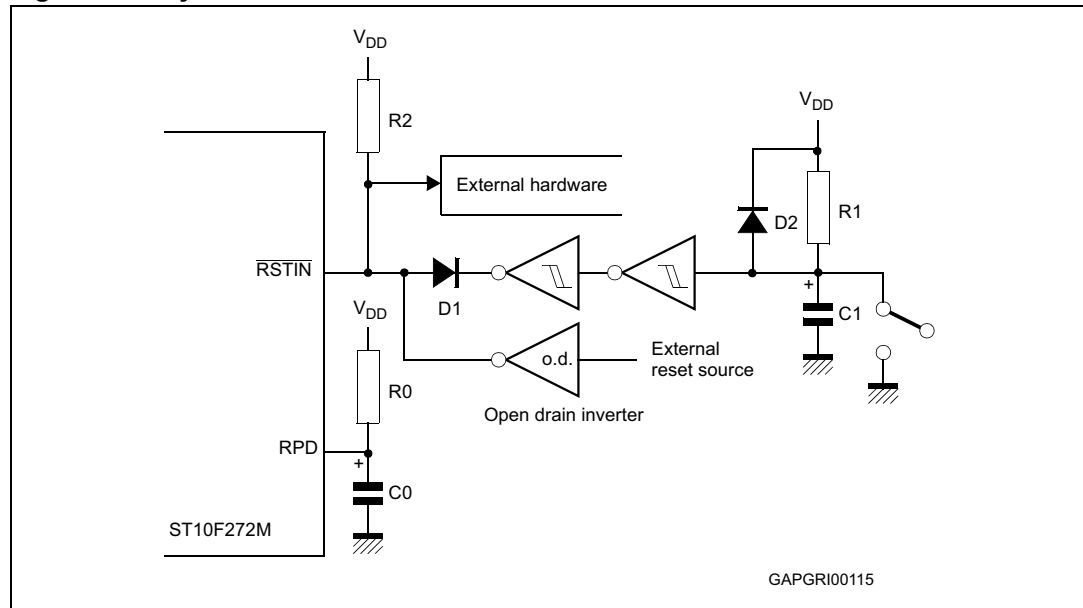 VDD
R2
VDD
External hardware
D2
R1
RSTIN
D1
+
C1
VDD
o.d.
External
reset source
R0
Open drain inverter
RPD
+
C0
ST10F272M
GAPGRI00115